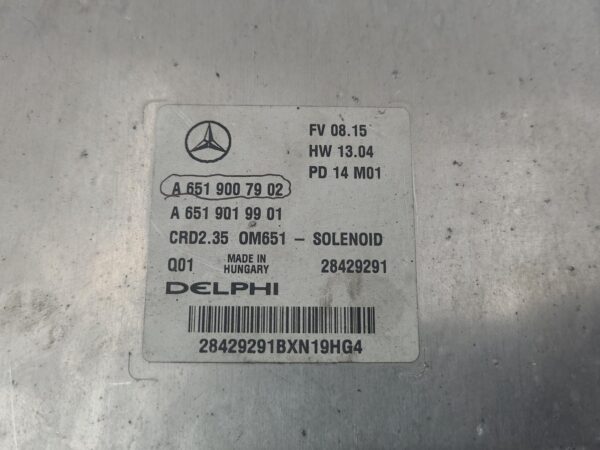 FV 08.15
HW 13.04
PD 14 M01
A 651 900 79 02
A 651 901 99 01
CRD2.35 OM651 – SOLENOID
Q01 MADE IN HUNGARY 28429291
DELPHI
28429291BXN19HG4